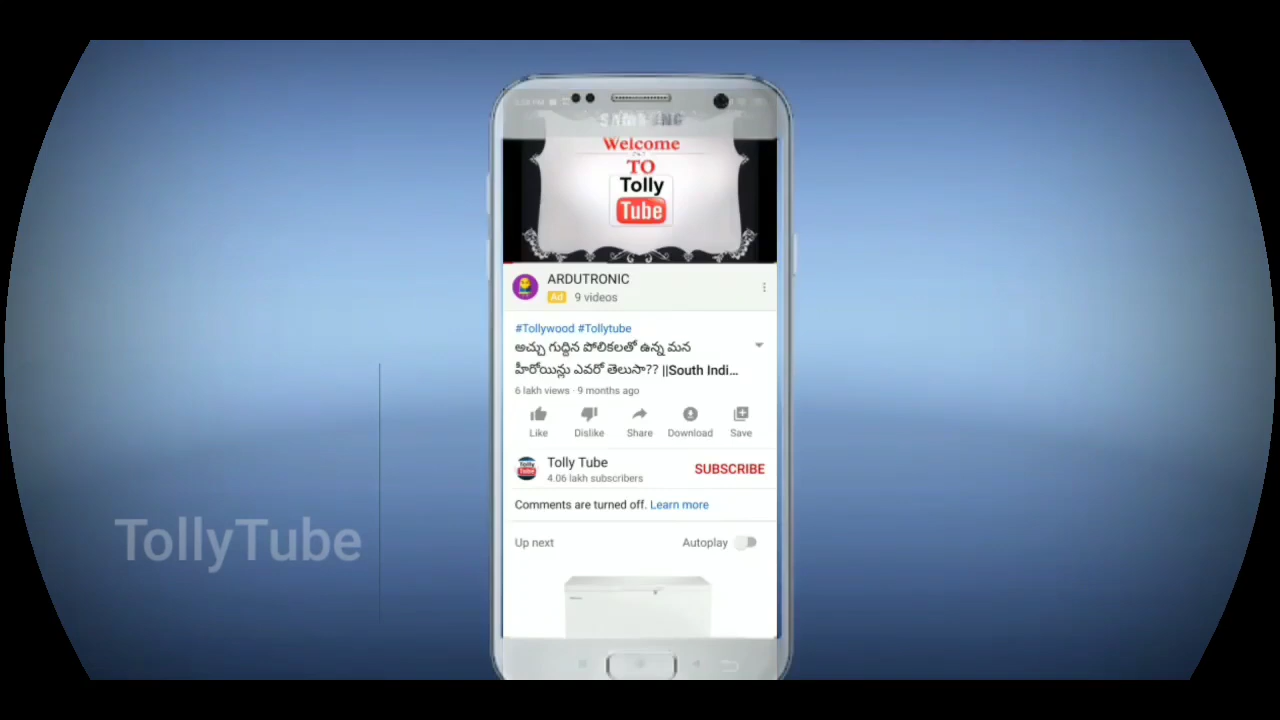 SAMSUNG
Welcome
TO
Tolly
Tube
ARDUTRONIC
Ad 9 videos
#Tollywood #Tollytube
అచ్చు గుద్దిన పోలికలతో ఉన్న మన
హీరోయిన్లు ఎవరో తెలుసా?? ||South Indi...
6 lakh views · 9 months ago
Like Dislike Share Download Save
Tolly Tube
4.06 lakh subscribers
SUBSCRIBE
Comments are turned off. Learn more
Up next
Autoplay
TollyTube